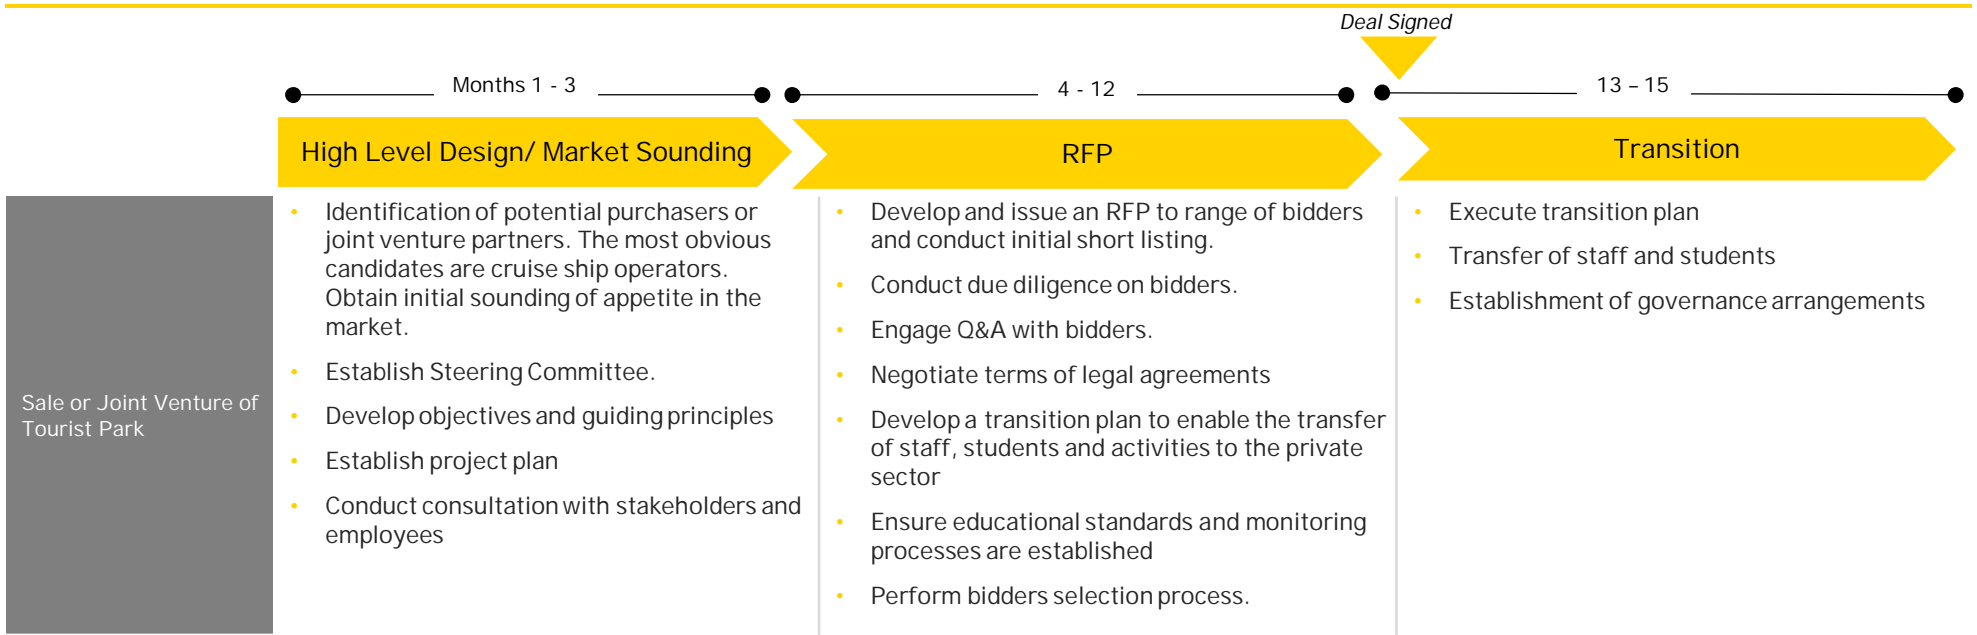 Deal Signed
Months 1 - 3
4 - 12
13 – 15
High Level Design/ Market Sounding
RFP
Transition
Sale or Joint Venture of
Tourist Park
• Identification of potential purchasers or
joint venture partners. The most obvious
candidates are cruise ship operators.
Obtain initial sounding of appetite in the
market.
• Establish Steering Committee.
• Develop objectives and guiding principles
• Establish project plan
• Conduct consultation with stakeholders and
employees
• Develop and issue an RFP to range of bidders
and conduct initial short listing.
• Conduct due diligence on bidders.
• Engage Q&A with bidders.
• Negotiate terms of legal agreements
• Develop a transition plan to enable the transfer
of staff, students and activities to the private
sector
• Ensure educational standards and monitoring
processes are established
• Perform bidders selection process.
• Execute transition plan
• Transfer of staff and students
• Establishment of governance arrangements